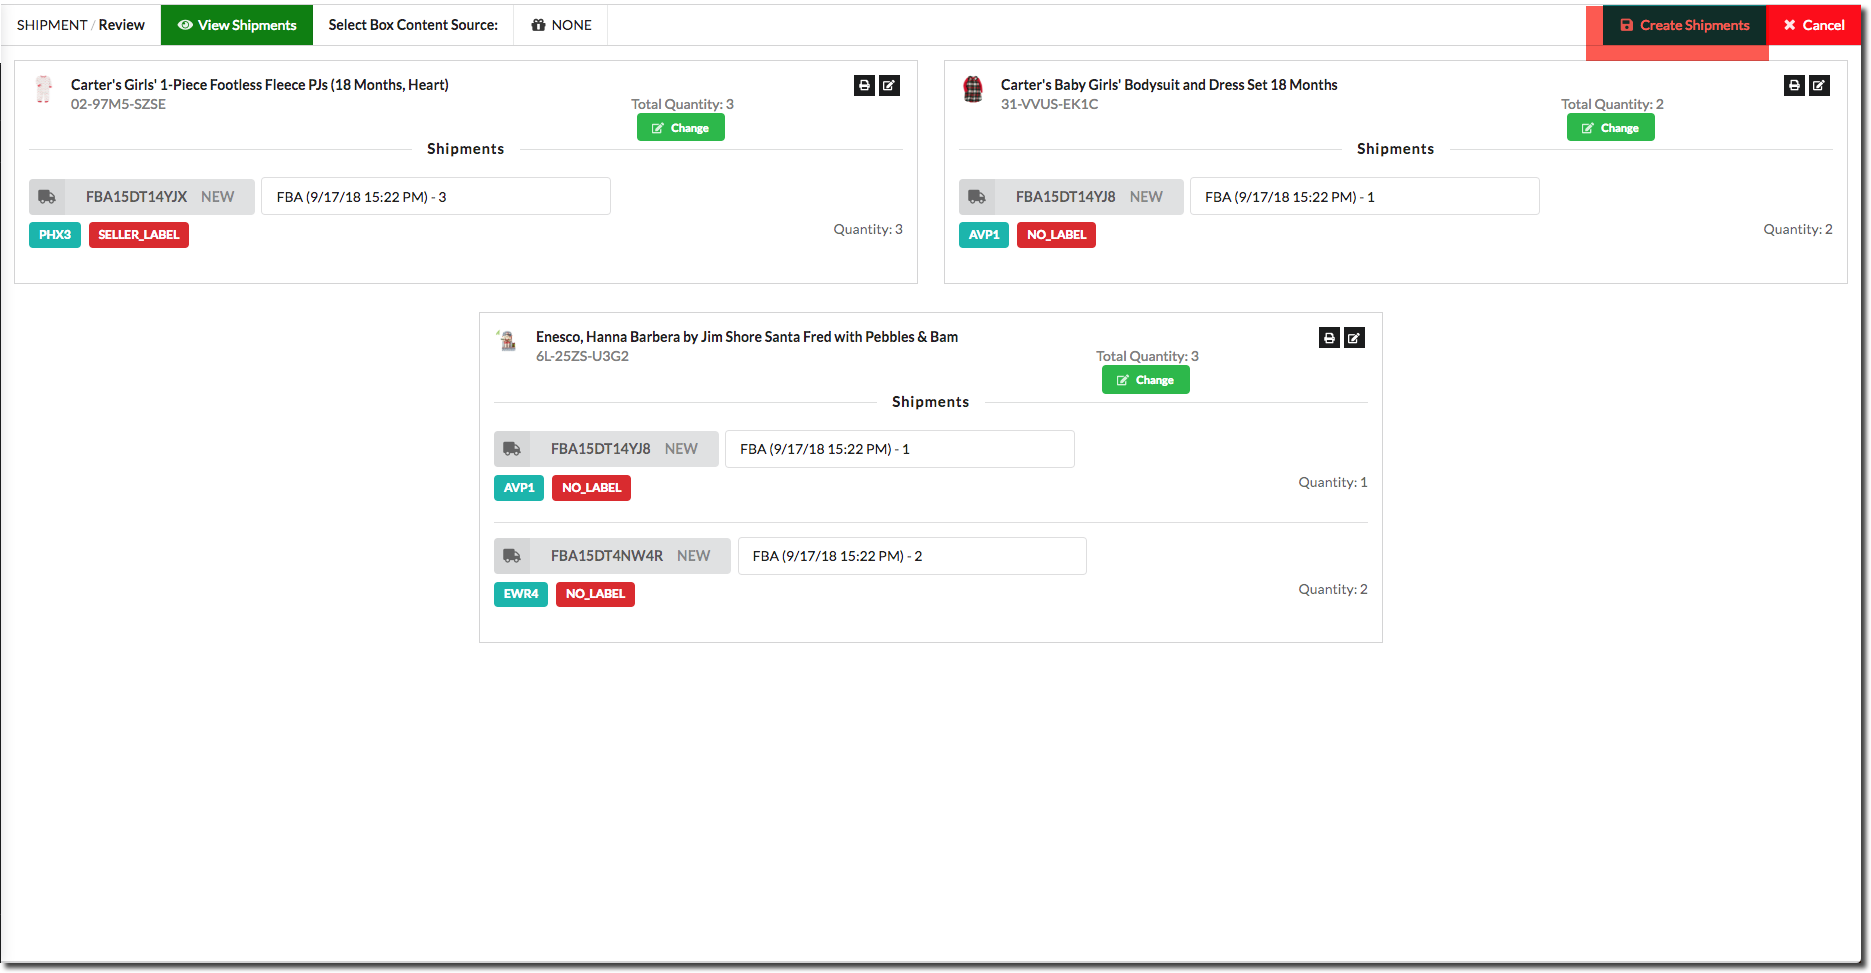 SHIPMENT / Review View Shipments Select Box Content Source: NONE Create Shipments Cancel
Carter's Girls' 1-Piece Footless Fleece PJs (18 Months, Heart)
02-97M5-SZSE
Total Quantity: 3
Change
Shipments
FBA15DT14YJX NEW FBA (9/17/18 15:22 PM) - 3
PHX3 SELLER_LABEL
Quantity: 3
Carter's Baby Girls' Bodysuit and Dress Set 18 Months
31-VVUS-EK1C
Total Quantity: 2
Change
Shipments
FBA15DT14YJ8 NEW FBA (9/17/18 15:22 PM) - 1
AVP1 NO_LABEL
Quantity: 2
Enesco, Hanna Barbera by Jim Shore Santa Fred with Pebbles & Bam
6L-25ZS-U3G2
Total Quantity: 3
Change
Shipments
FBA15DT14YJ8 NEW FBA (9/17/18 15:22 PM) - 1
AVP1 NO_LABEL
Quantity: 1
FBA15DT4NW4R NEW FBA (9/17/18 15:22 PM) - 2
EWR4 NO_LABEL
Quantity: 2